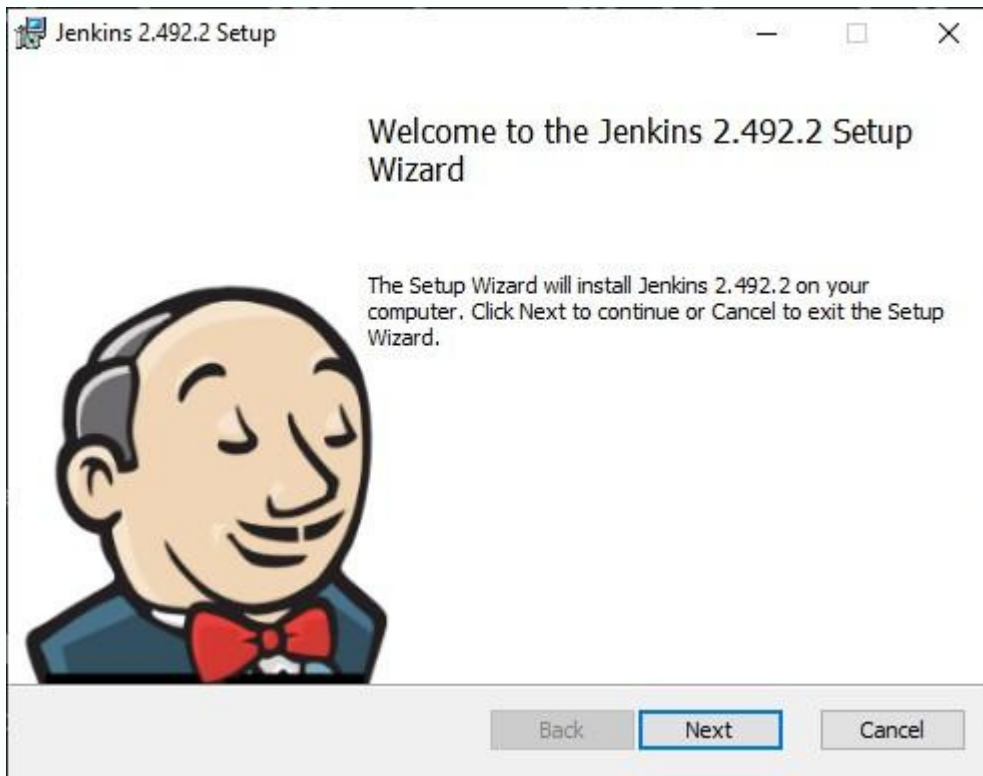 Jenkins 2.492.2 Setup
Welcome to the Jenkins 2.492.2 Setup
Wizard
The Setup Wizard will install Jenkins 2.492.2 on your
computer. Click Next to continue or Cancel to exit the Setup
Wizard.
Back Next Cancel